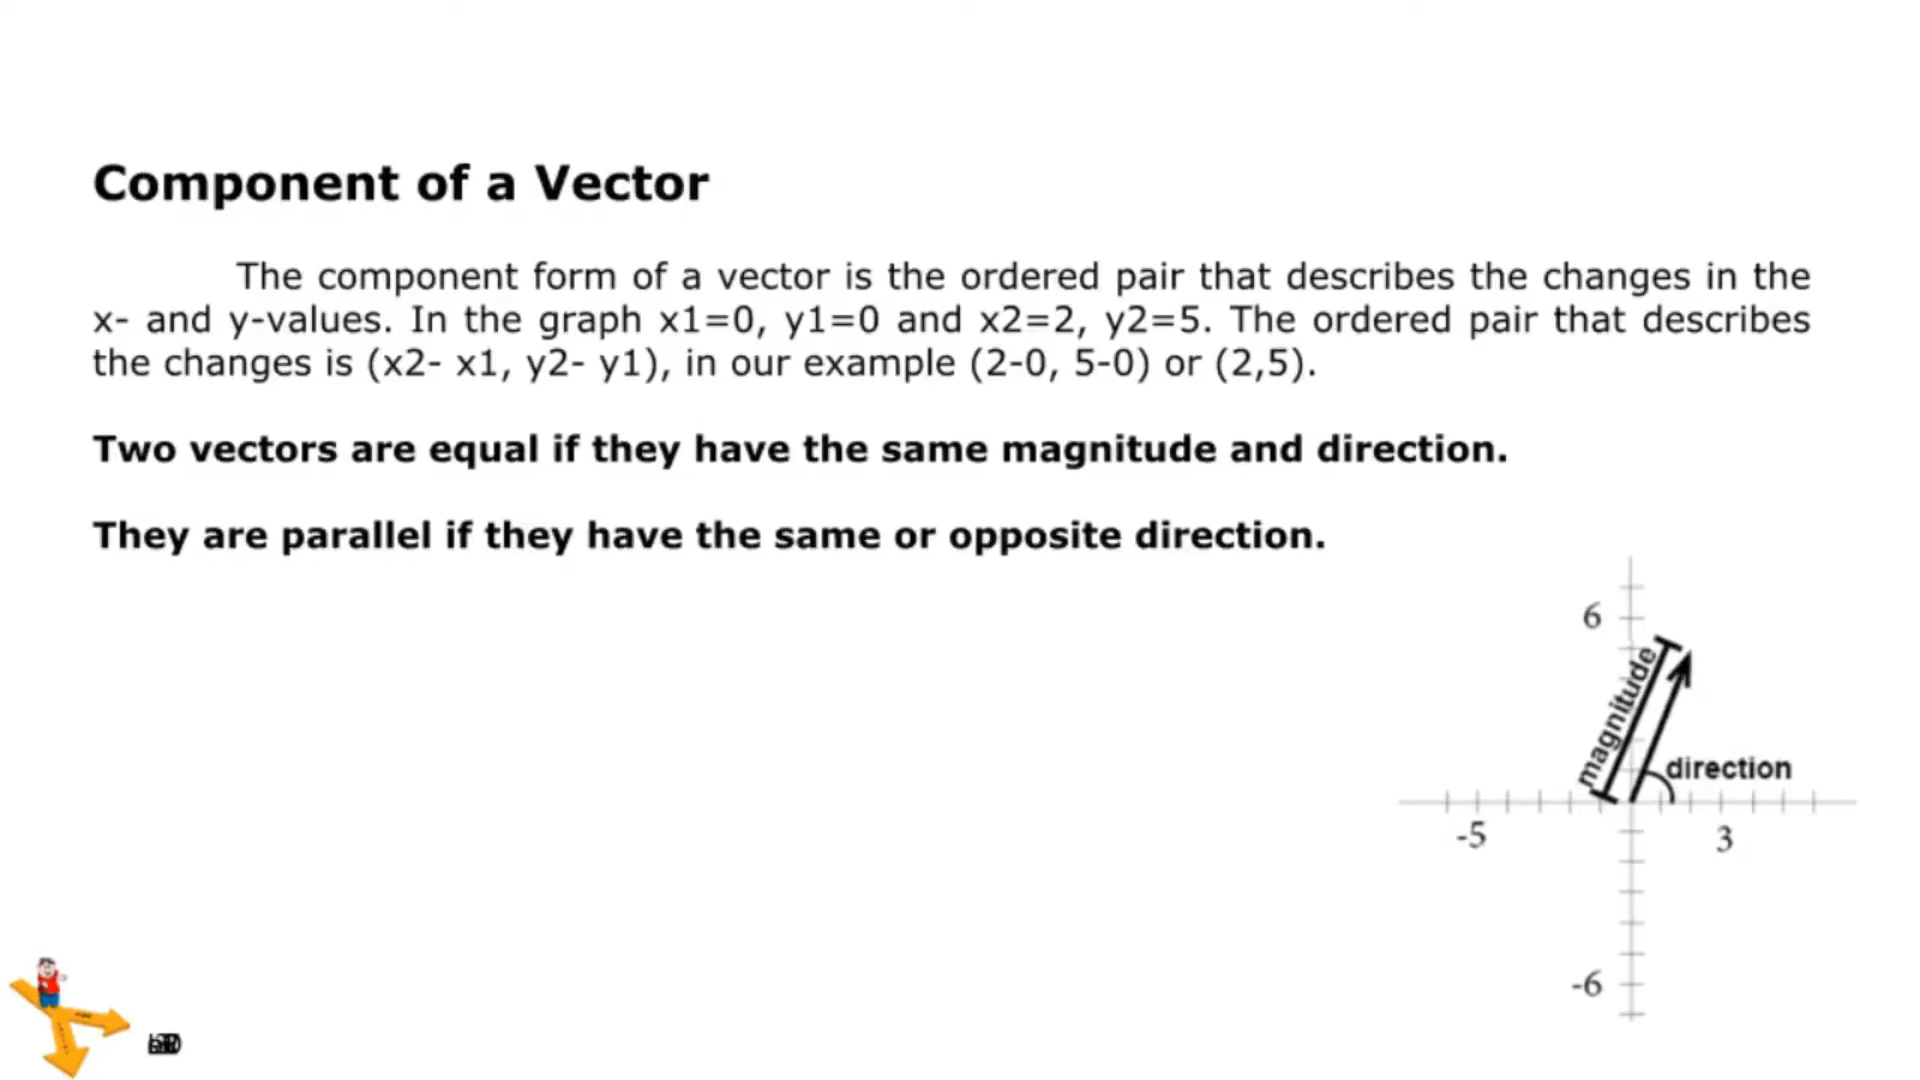 Component of a Vector
The component form of a vector is the ordered pair that describes the changes in the
x- and y-values. In the graph x1=0, y1=0 and x2=2, y2=5. The ordered pair that describes
the changes is (x2- x1, y2- y1), in our example (2-0, 5-0) or (2,5).
Two vectors are equal if they have the same magnitude and direction.
They are parallel if they have the same or opposite direction.
6
magnitude
direction
-5
3
-6